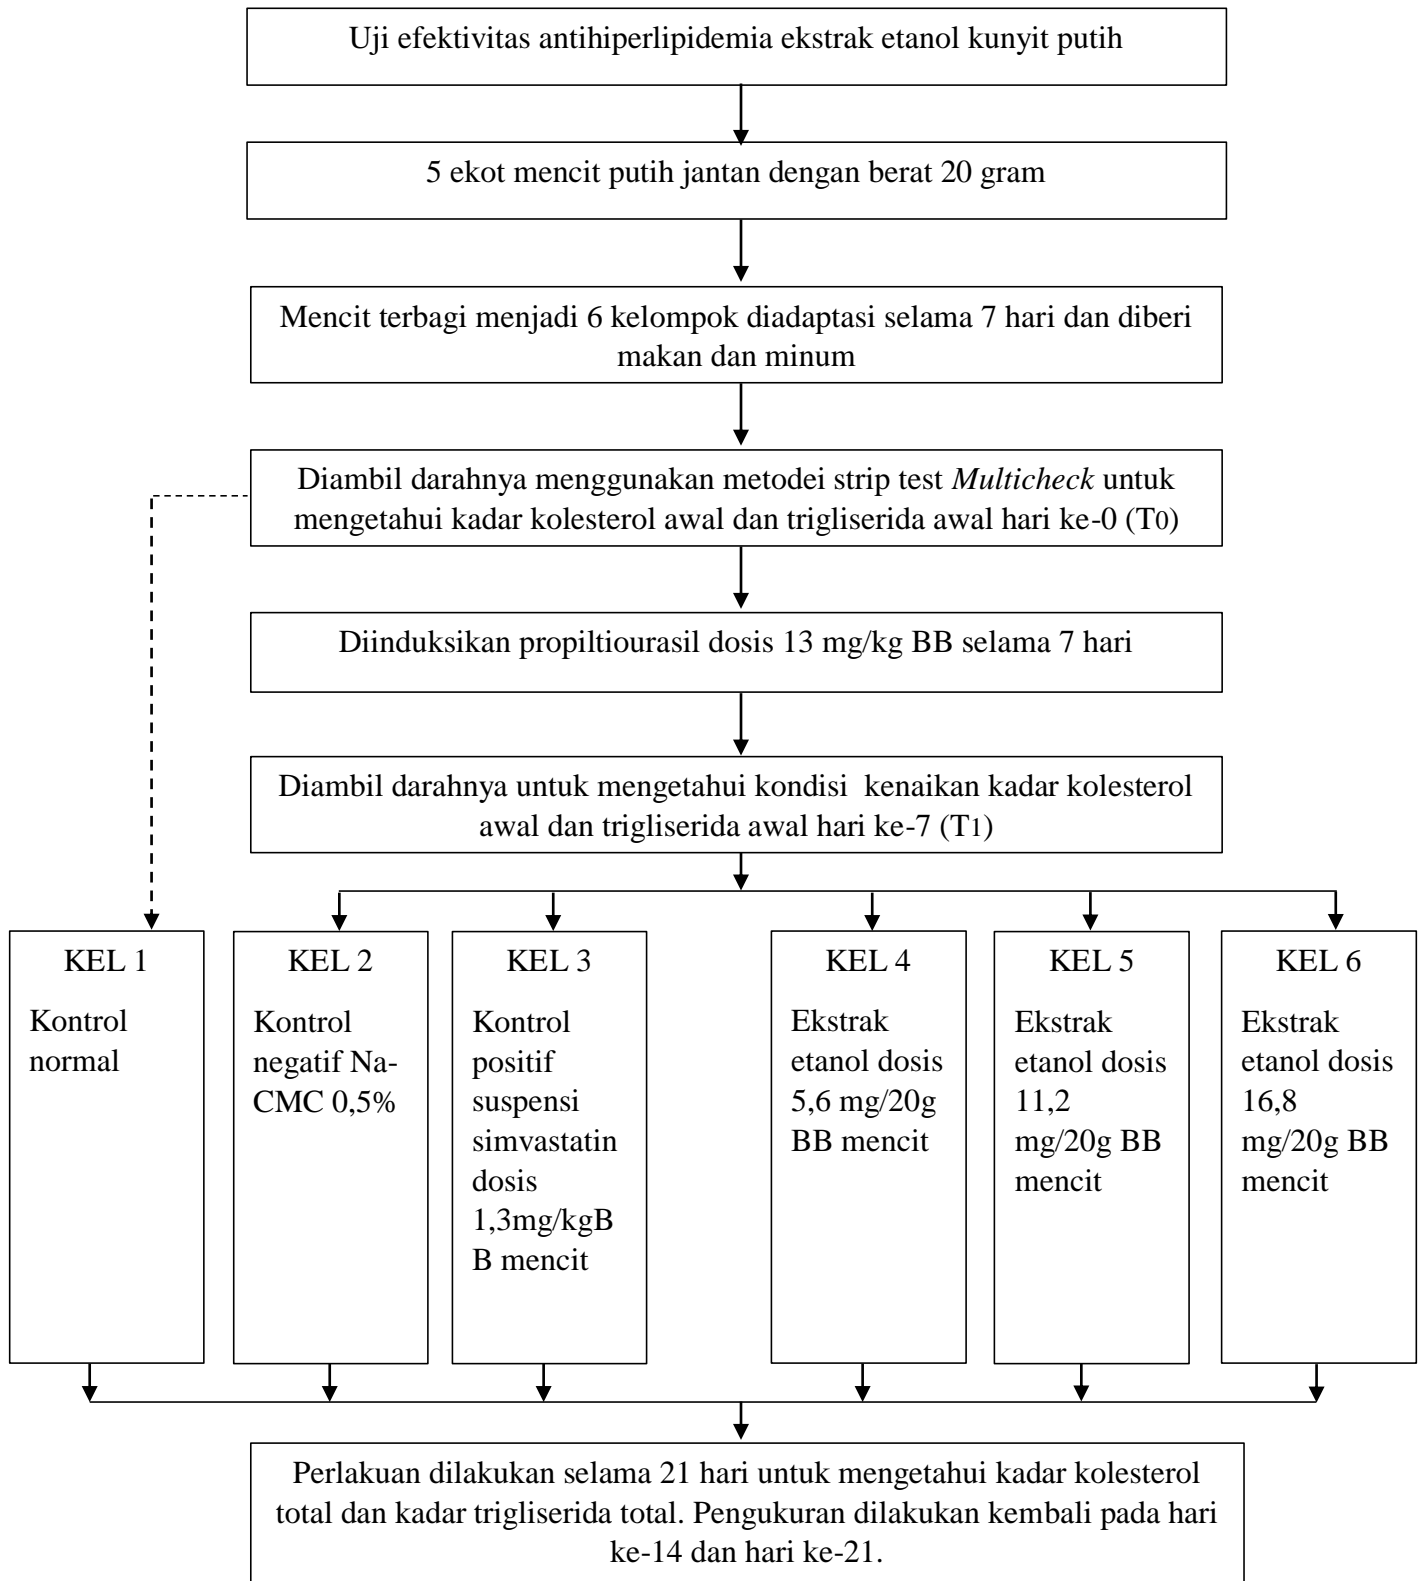 Uji efektivitas antihiperlipidemia ekstrak etanol kunyit putih
5 ekot mencit putih jantan dengan berat 20 gram
Mencit terbagi menjadi 6 kelompok diadaptasi selama 7 hari dan diberi
makan dan minum
Diambil darahnya menggunakan metodei strip test Multicheck untuk
mengetahui kadar kolesterol awal dan trigliserida awal hari ke-0 (T0)
Diinduksikan propiltiourasil dosis 13 mg/kg BB selama 7 hari
Diambil darahnya untuk mengetahui kondisi kenaikan kadar kolesterol
awal dan trigliserida awal hari ke-7 (T1)
KEL 1
Kontrol
normal
KEL 2
Kontrol
negatif Na-
CMC 0,5%
KEL 3
Kontrol
positif
suspensi
simvastatin
dosis
1,3mg/kgB
B mencit
KEL 4
Ekstrak
etanol dosis
5,6 mg/20g
BB mencit
KEL 5
Ekstrak
etanol dosis
11,2
mg/20g BB
mencit
KEL 6
Ekstrak
etanol dosis
16,8
mg/20g BB
mencit
Perlakuan dilakukan selama 21 hari untuk mengetahui kadar kolesterol
total dan kadar trigliserida total. Pengukuran dilakukan kembali pada hari
ke-14 dan hari ke-21.